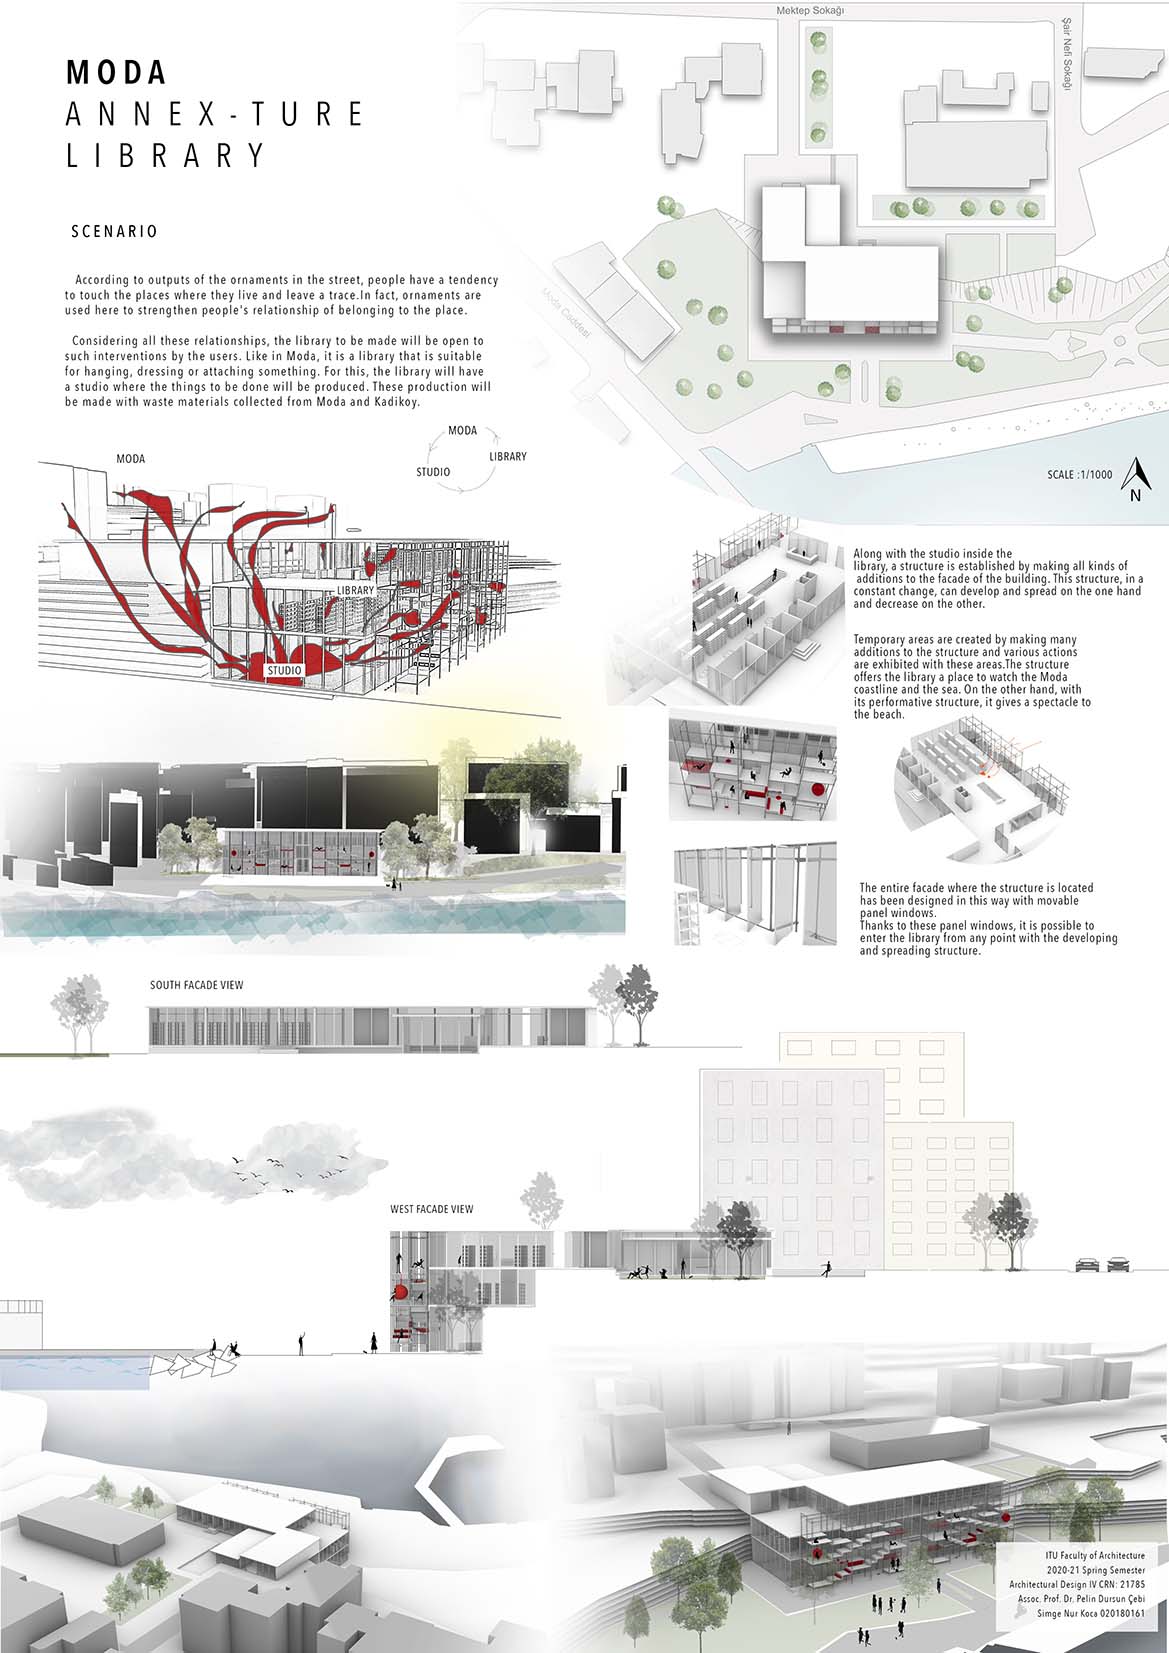 MODA
ANNEX-TURE
LIBRARY
SCENARIO
According to outputs of the ornaments in the street, people have a tendency
to touch the places where they live and leave a trace.In fact, ornaments are
used here to strengthen people's relationship of belonging to the place.
Considering all these relationships, the library to be made will be open to
such interventions by the users. Like in Moda, it is a library that is suitable
for hanging, dressing or attaching something. For this, the library will have
a studio where the things to be done will be produced. These production will
be made with waste materials collected from Moda and Kadikoy.
Mektep Sokağı
Şair Nefi Sokağı
Moda Caddesi
SCALE :1/1000
N
MODA
LIBRARY
STUDIO
MODA
LIBRARY
STUDIO
Along with the studio inside the
library, a structure is established by making all kinds of
additions to the facade of the building. This structure, in a
constant change, can develop and spread on the one hand
and decrease on the other.
Temporary areas are created by making many
additions to the structure and various actions
are exhibited with these areas.The structure
offers the library a place to watch the Moda
coastline and the sea. On the other hand, with
its performative structure, it gives a spectacle to
the beach.
The entire facade where the structure is located
has been designed in this way with movable
panel windows.
Thanks to these panel windows, it is possible to
enter the library from any point with the developing
and spreading structure.
SOUTH FACADE VIEW
WEST FACADE VIEW
ITU Faculty of Architecture
2020-21 Spring Semester
Architectural Design IV CRN: 21785
Assoc. Prof. Dr. Pelin Dursun Çebi
Simge Nur Koca 020180161